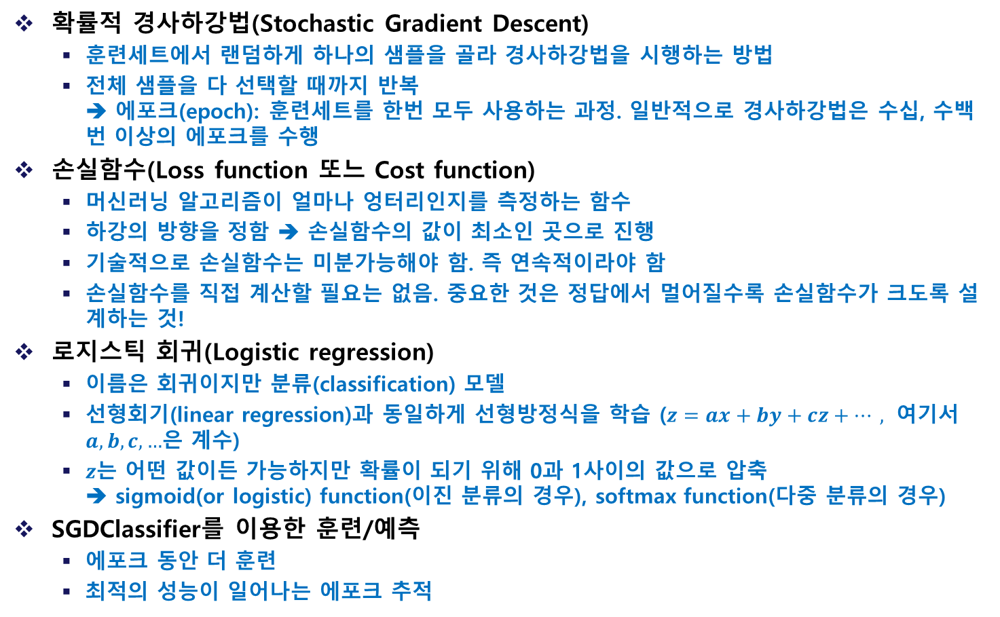 ❖ 확률적 경사하강법(Stochastic Gradient Descent)
▪ 훈련세트에서 랜덤하게 하나의 샘플을 골라 경사하강법을 시행하는 방법
▪ 전체 샘플을 다 선택할 때까지 반복
➔ 에포크(epoch): 훈련세트를 한번 모두 사용하는 과정. 일반적으로 경사하강법은 수십, 수백
번 이상의 에포크를 수행
❖ 손실함수(Loss function 또느 Cost function)
▪ 머신러닝 알고리즘이 얼마나 엉터리인지를 측정하는 함수
▪ 하강의 방향을 정함 ➔ 손실함수의 값이 최소인 곳으로 진행
▪ 기술적으로 손실함수는 미분가능해야 함. 즉 연속적이라야 함
▪ 손실함수를 직접 계산할 필요는 없음. 중요한 것은 정답에서 멀어질수록 손실함수가 크도록 설
계하는 것!
❖ 로지스틱 회귀(Logistic regression)
▪ 이름은 회귀이지만 분류(classification) 모델
▪ 선형회기(linear regression)과 동일하게 선형방정식을 학습 (z = ax + by + cz + ⋯ , 여기서
a, b, c, …은 계수)
▪ z는 어떤 값이든 가능하지만 확률이 되기 위해 0과 1사이의 값으로 압축
➔ sigmoid(or logistic) function(이진 분류의 경우), softmax function(다중 분류의 경우)
❖ SGDClassifier를 이용한 훈련/예측
▪ 에포크 동안 더 훈련
▪ 최적의 성능이 일어나는 에포크 추적